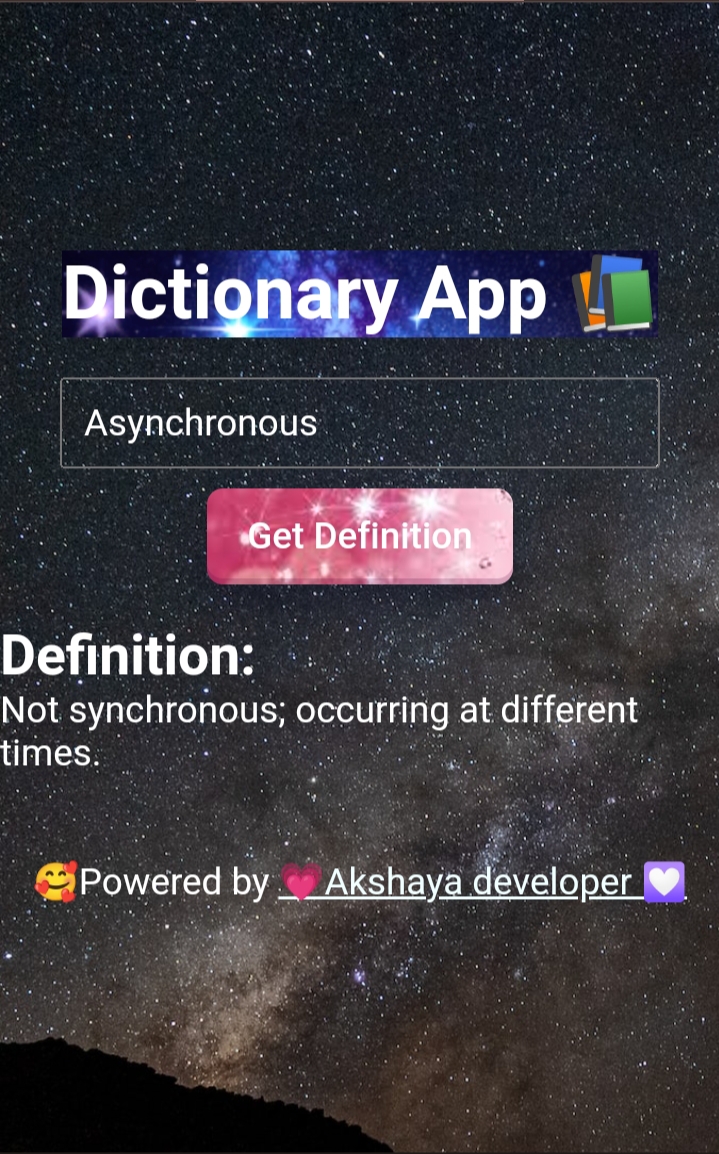 Dictionary App 📚
Asynchronous
Get Definition
Definition:
Not synchronous; occurring at different
times.
🥰Powered by 💗Akshaya developer 💟